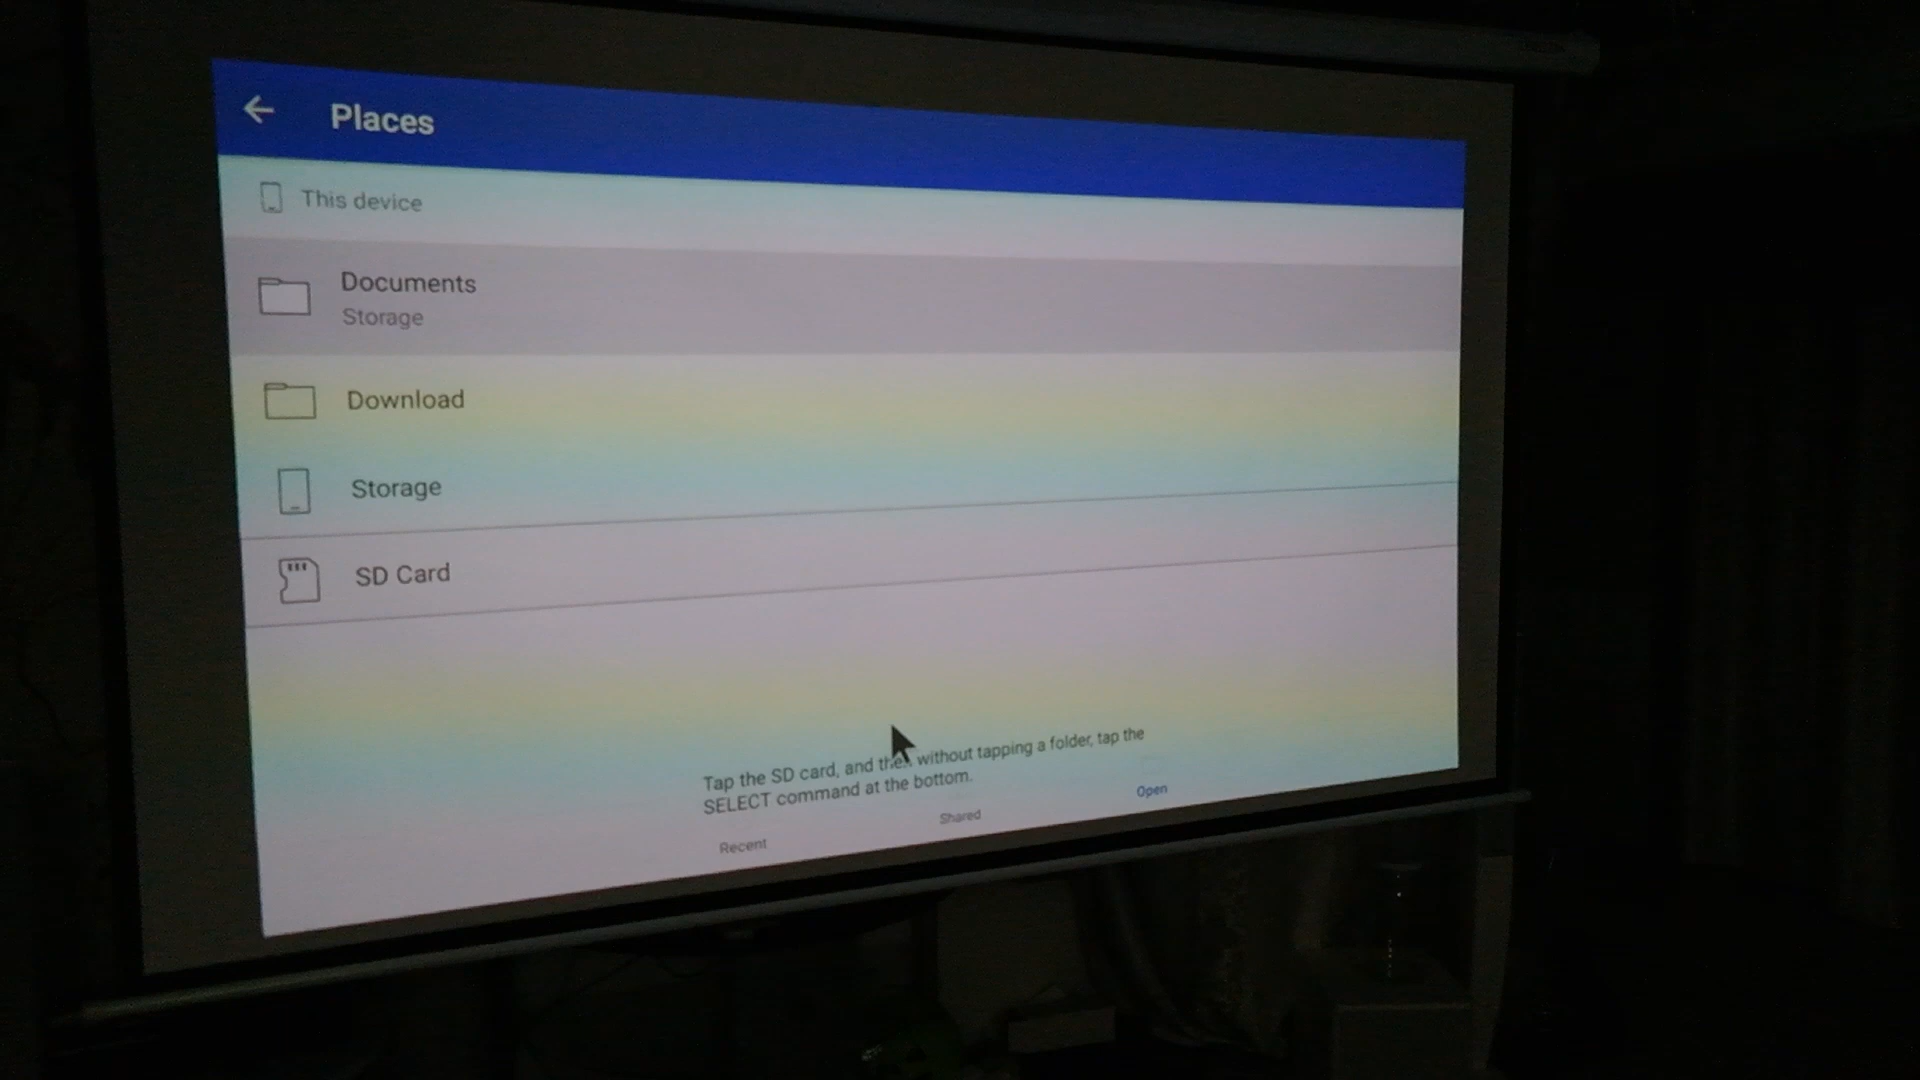 Places
This device
Documents
Storage
Download
Storage
SD Card
Tap the SD card, and then without tapping a folder, tap the
SELECT command at the bottom.
Recent
Shared
Open